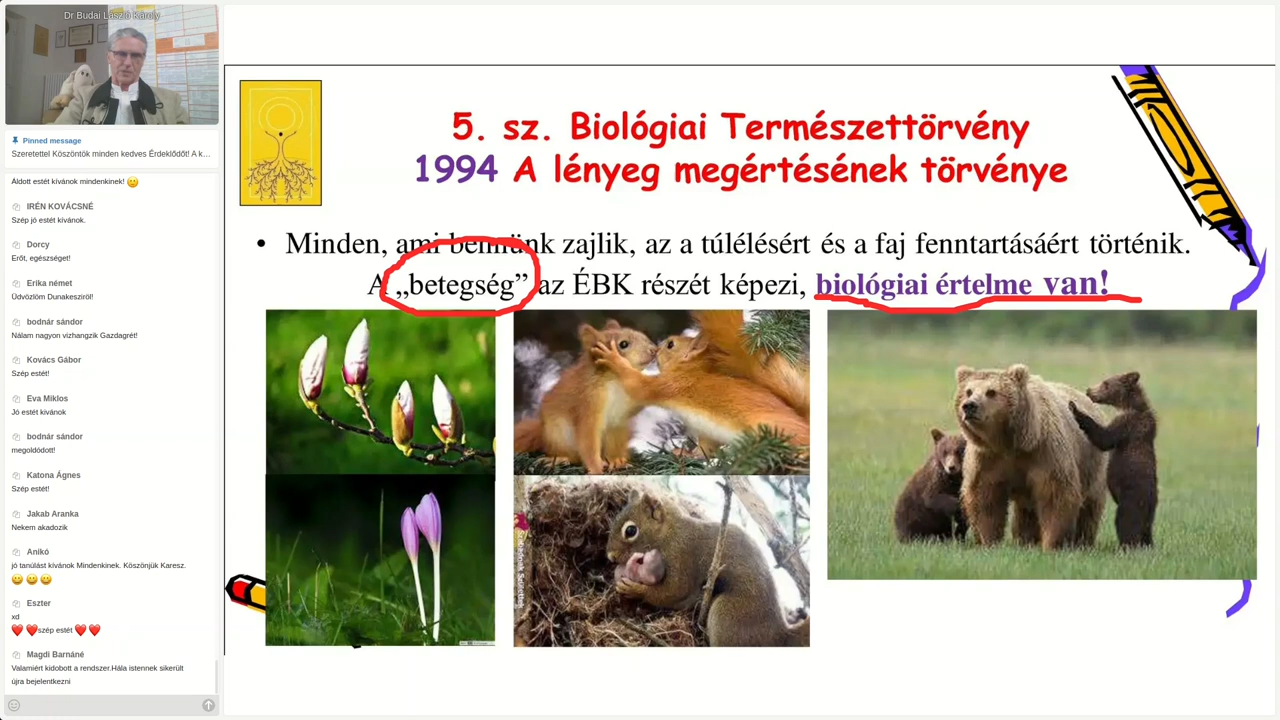 Dr Budai László Károly
Pinned message
Szeretettel Köszöntök minden kedves Érdeklődőt! A k...
Áldott estét kívánok mindenkinek!
IRÉN KOVÁCSNÉ
Szép jó estét kívánok.
Dorcy
Erőt, egészséget!
Erika német
Üdvözlöm Dunakesziről!
bodnár sándor
Nálam nagyon vizhangzik Gazdagrét!
Kovács Gábor
Szép estét!
Eva Miklos
Jó estét kivánok
bodnár sándor
megoldódott!
Katona Ágnes
Szép estét!
Jakab Aranka
Nekem akadozik
Anikó
jó tanúlást kívánok Mindenkinek. Köszönjük Karesz.
Eszter
xd
szép estét
Magdi Barnáné
Valamiért kidobott a rendszer.Hála istennek sikerült
újra bejelentkezni
5. sz. Biológiai Természettörvény
1994 A lényeg megértésének törvénye
• Minden, ami bennünk zajlik, az a túlélésért és a faj fenntartásáért történik.
A „betegség” az ÉBK részét képezi, biológiai értelme van!